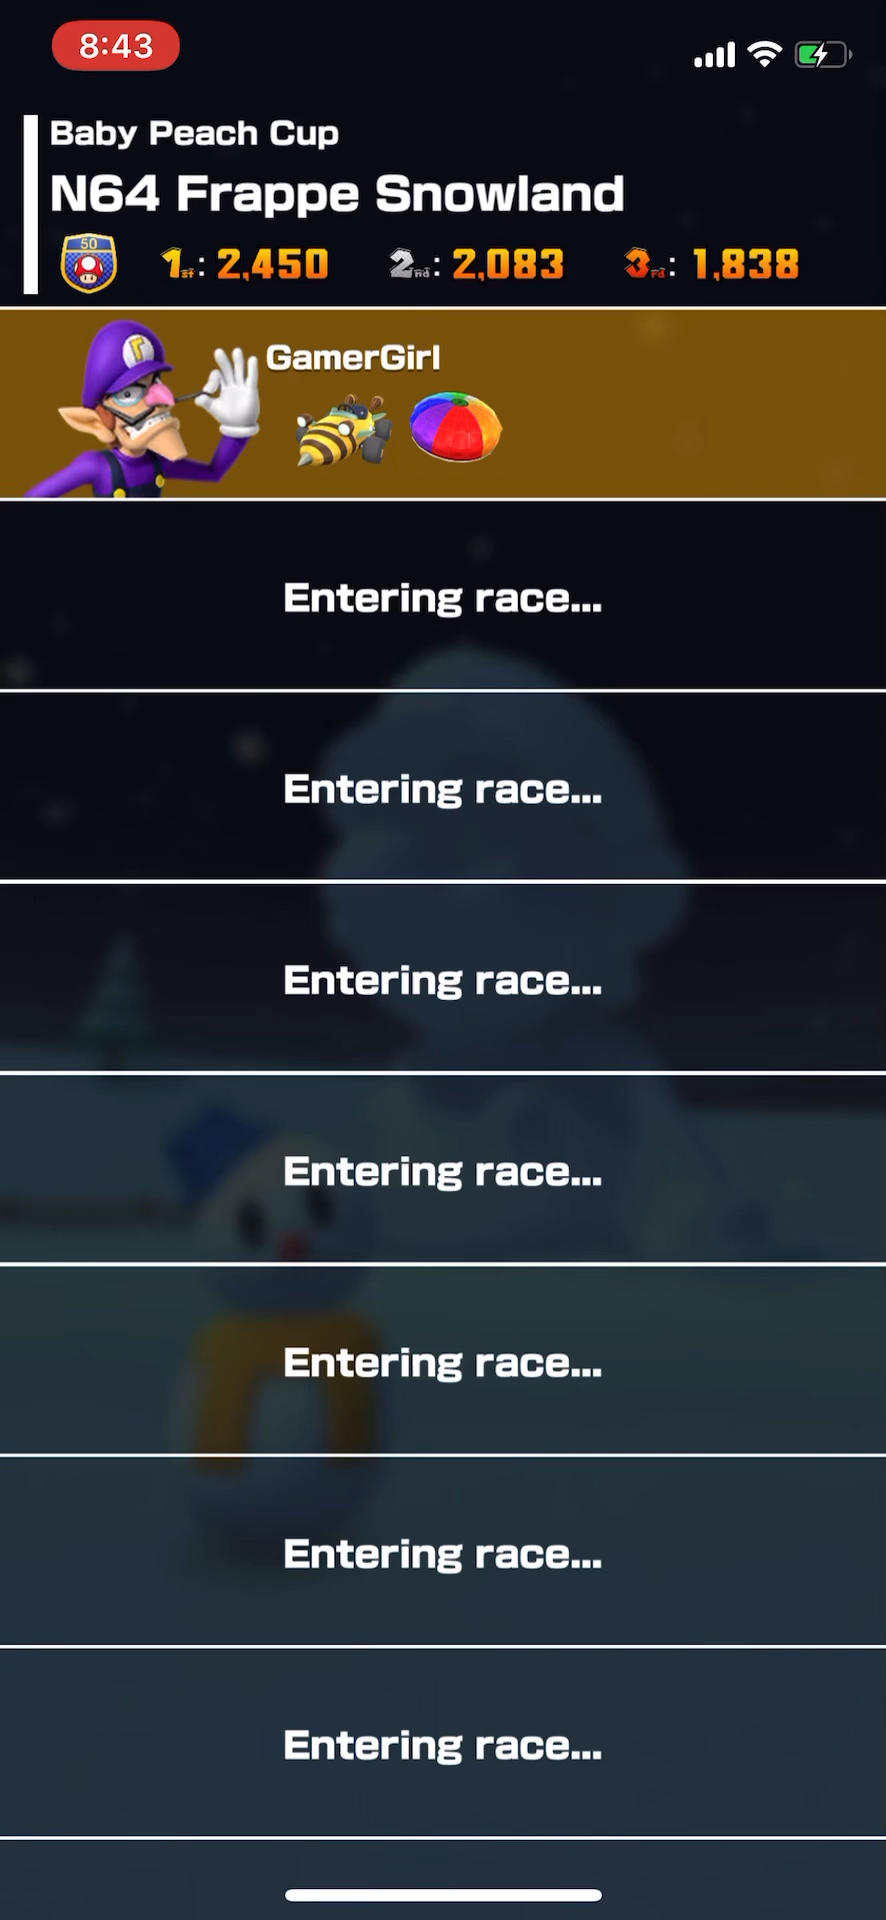 8:43
Baby Peach Cup
N64 Frappe Snowland
50 1st: 2,450 2nd: 2,083 3rd: 1,838
GamerGirl
Entering race...
Entering race...
Entering race...
Entering race...
Entering race...
Entering race...
Entering race...